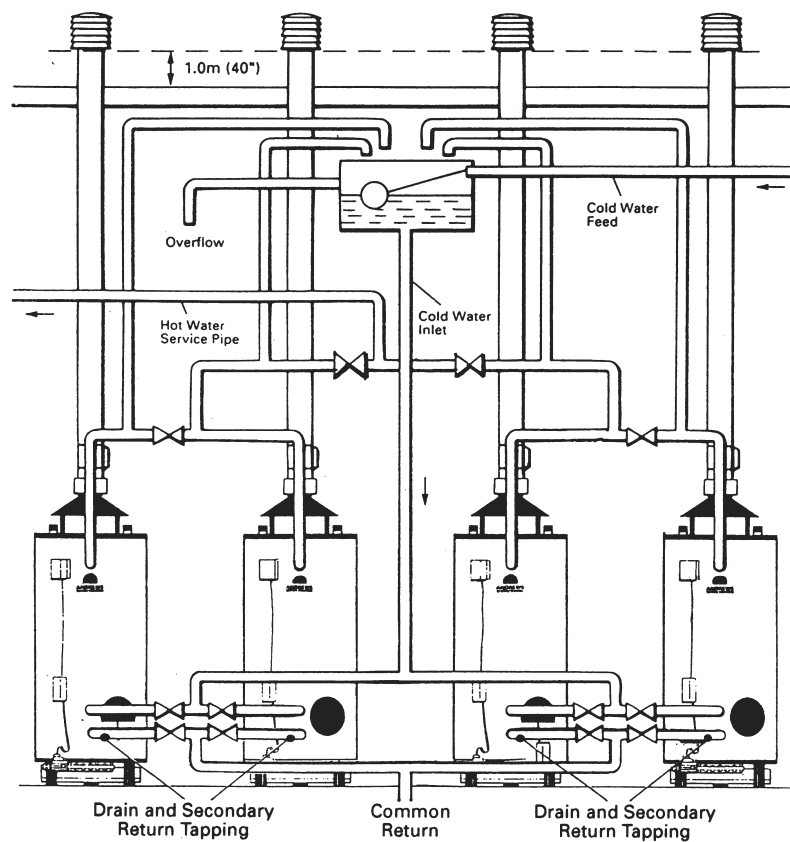 1.0m (40")
Cold Water
Feed
Overflow
Hot Water
Service Pipe
Cold Water
Inlet
Drain and Secondary
Return Tapping
Common
Return
Drain and Secondary
Return Tapping